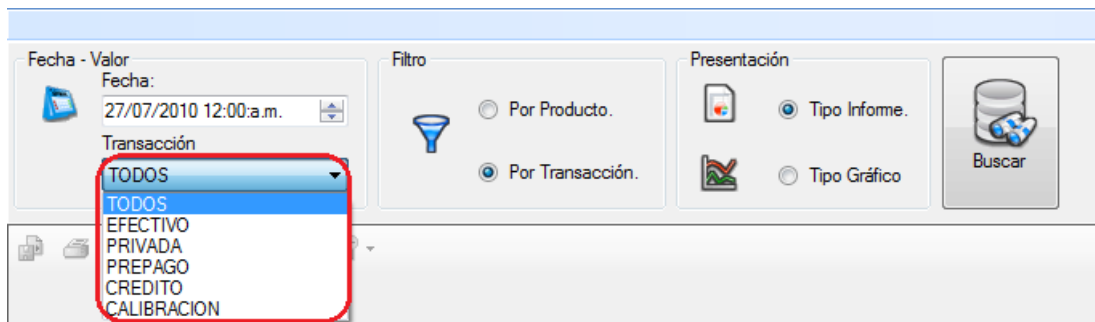 Fecha - Valor
Fecha:
27/07/2010 12:00:a.m.
Transacción
TODOS
TODOS
EFECTIVO
PRIVADA
PREPAGO
CREDITO
CALIBRACION
Filtro
Por Producto.
Por Transacción.
Presentación
Tipo Informe.
Tipo Gráfico
Buscar